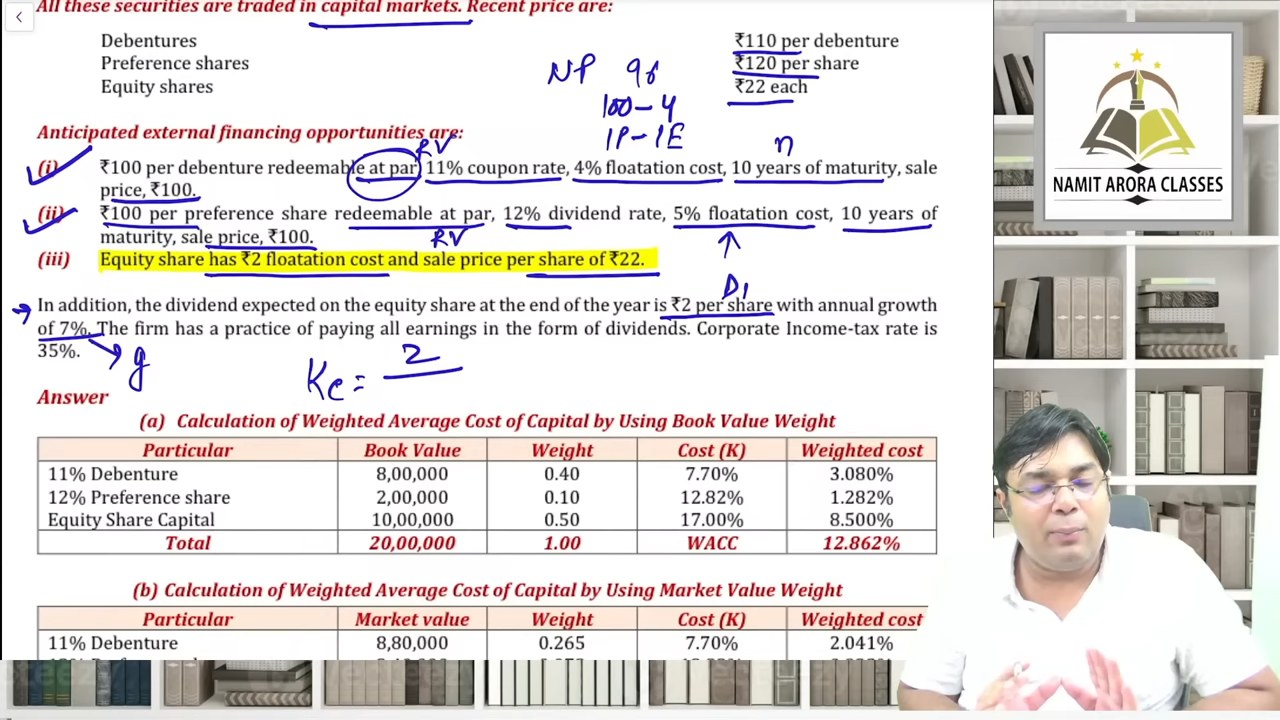 All these securities are traded in capital markets. Recent price are:
Debentures ₹110 per debenture
Preference shares ₹120 per share
Equity shares ₹22 each
NP 96
100-4
IP-IE
Anticipated external financing opportunities are:
RV n
(i) ₹100 per debenture redeemable at par, 11% coupon rate, 4% floatation cost, 10 years of maturity, sale
price, ₹100.
(ii) ₹100 per preference share redeemable at par, 12% dividend rate, 5% floatation cost, 10 years of
maturity, sale price, ₹100.
RV
(iii) Equity share has ₹2 floatation cost and sale price per share of ₹22.
D1
In addition, the dividend expected on the equity share at the end of the year is ₹2 per share with annual growth
of 7%. The firm has a practice of paying all earnings in the form of dividends. Corporate Income-tax rate is
35%.
g
Ke = 2
Answer
(a) Calculation of Weighted Average Cost of Capital by Using Book Value Weight
Particular Book Value Weight Cost (K) Weighted cost
11% Debenture 8,00,000 0.40 7.70% 3.080%
12% Preference share 2,00,000 0.10 12.82% 1.282%
Equity Share Capital 10,00,000 0.50 17.00% 8.500%
Total 20,00,000 1.00 WACC 12.862%
(b) Calculation of Weighted Average Cost of Capital by Using Market Value Weight
Particular Market value Weight Cost (K) Weighted cost
11% Debenture 8,80,000 0.265 7.70% 2.041%
NAMIT ARORA CLASSES